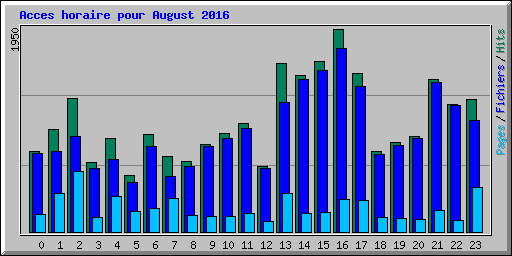 Acces horaire pour August 2016
1950
Pages / Fichiers / Hits
0 1 2 3 4 5 6 7 8 9 10 11 12 13 14 15 16 17 18 19 20 21 22 23